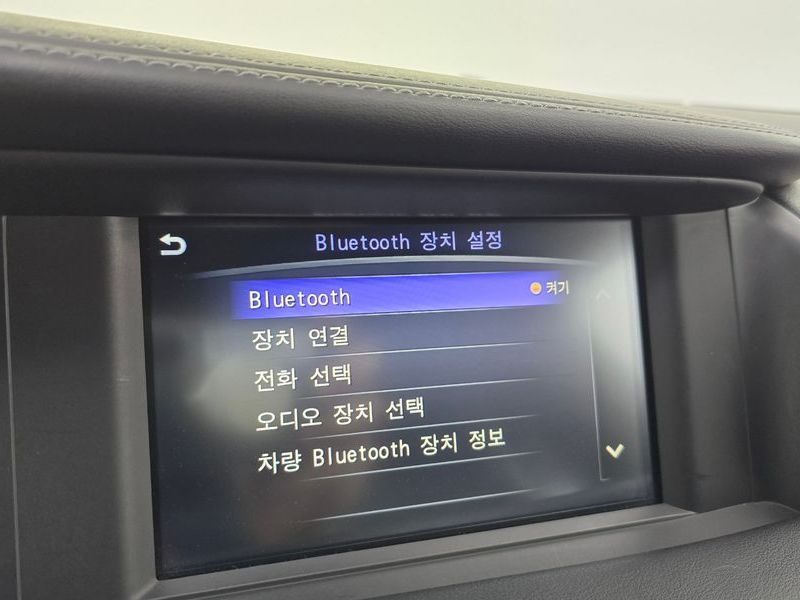 Bluetooth 장치 설정
Bluetooth 켜기
장치 연결
전화 선택
오디오 장치 선택
차량 Bluetooth 장치 정보